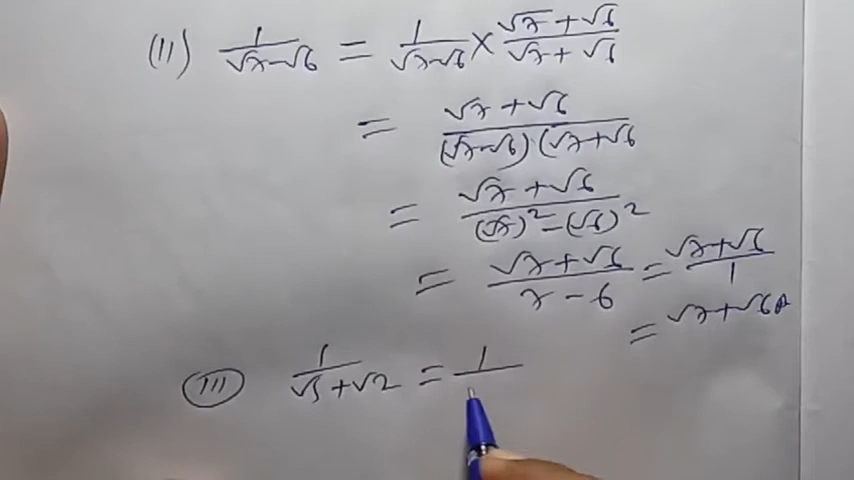 (II) 1/(√7-√6) = 1/(√7-√6) × (√7+√6)/(√7+√6)
= (√7+√6)/((√7-√6)(√7+√6
= (√7+√6)/((√7)²-(√6)²
= (√7+√6)/(7-6) = (√7+√6)/1
= √7+√6
(III) 1/(√5+√2) = 1/